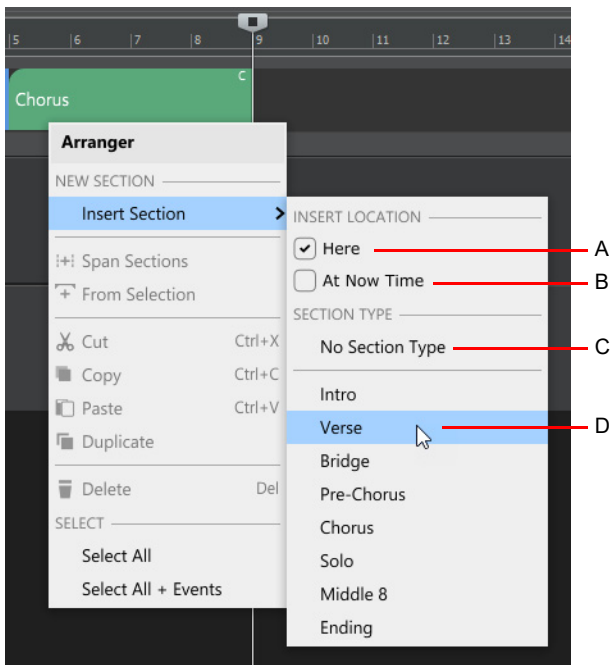 5 6 7 8 9 10 11 12 13 14
C
Chorus
Arranger
NEW SECTION
Insert Section
Span Sections
From Selection
Cut Ctrl+X
Copy Ctrl+C
Paste Ctrl+V
Duplicate
Delete Del
SELECT
Select All
Select All + Events
INSERT LOCATION
Here A
At Now Time B
SECTION TYPE
No Section Type C
Intro
Verse D
Bridge
Pre-Chorus
Chorus
Solo
Middle 8
Ending